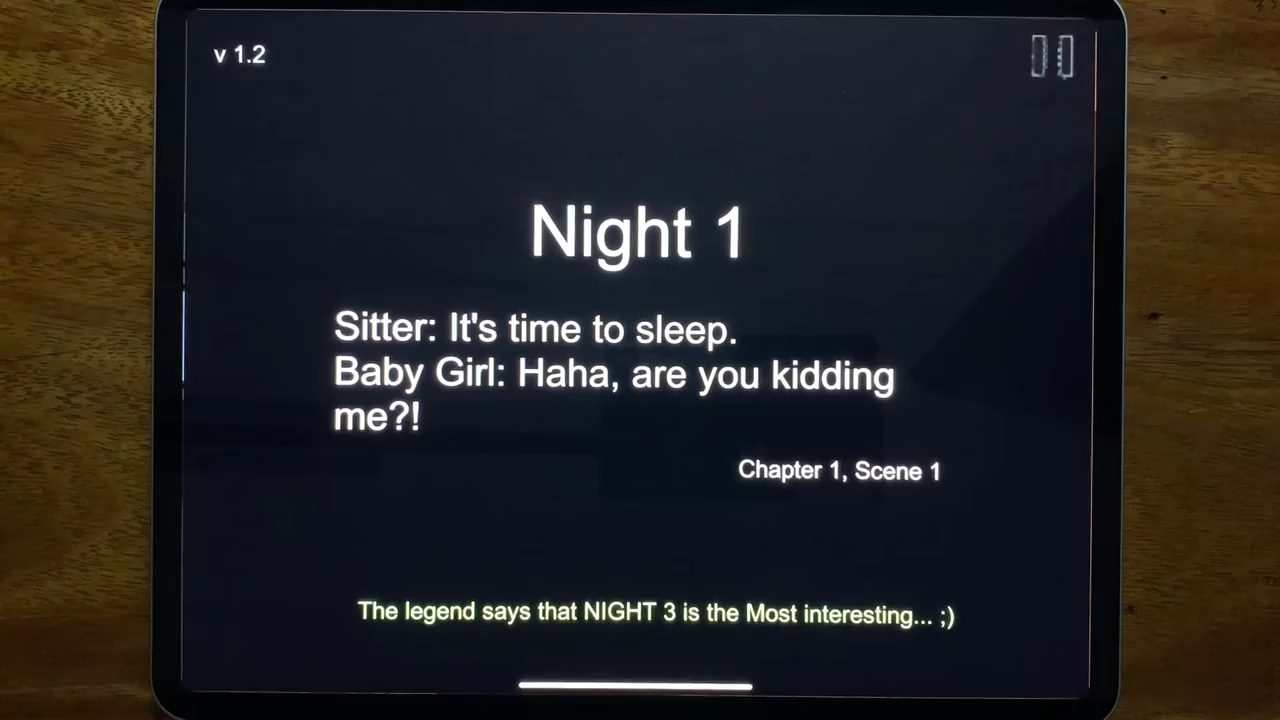 v 1.2
Night 1
Sitter: It's time to sleep.
Baby Girl: Haha, are you kidding
me?!
Chapter 1, Scene 1
The legend says that NIGHT 3 is the Most interesting... ;)